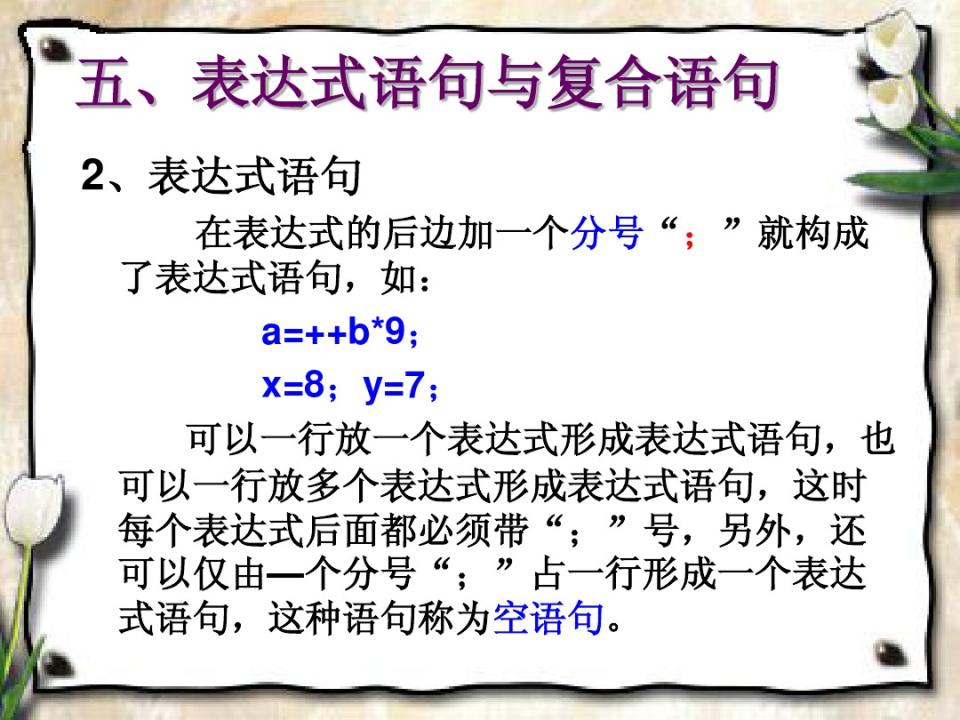 五、表达式语句与复合语句
2、表达式语句
在表达式的后边加一个分号“；”就构成
了表达式语句，如：
a=++b*9；
x=8；y=7；
可以一行放一个表达式形成表达式语句，也
可以一行放多个表达式形成表达式语句，这时
每个表达式后面都必须带“；”号，另外，还
可以仅由—个分号“；”占一行形成一个表达
式语句，这种语句称为空语句。